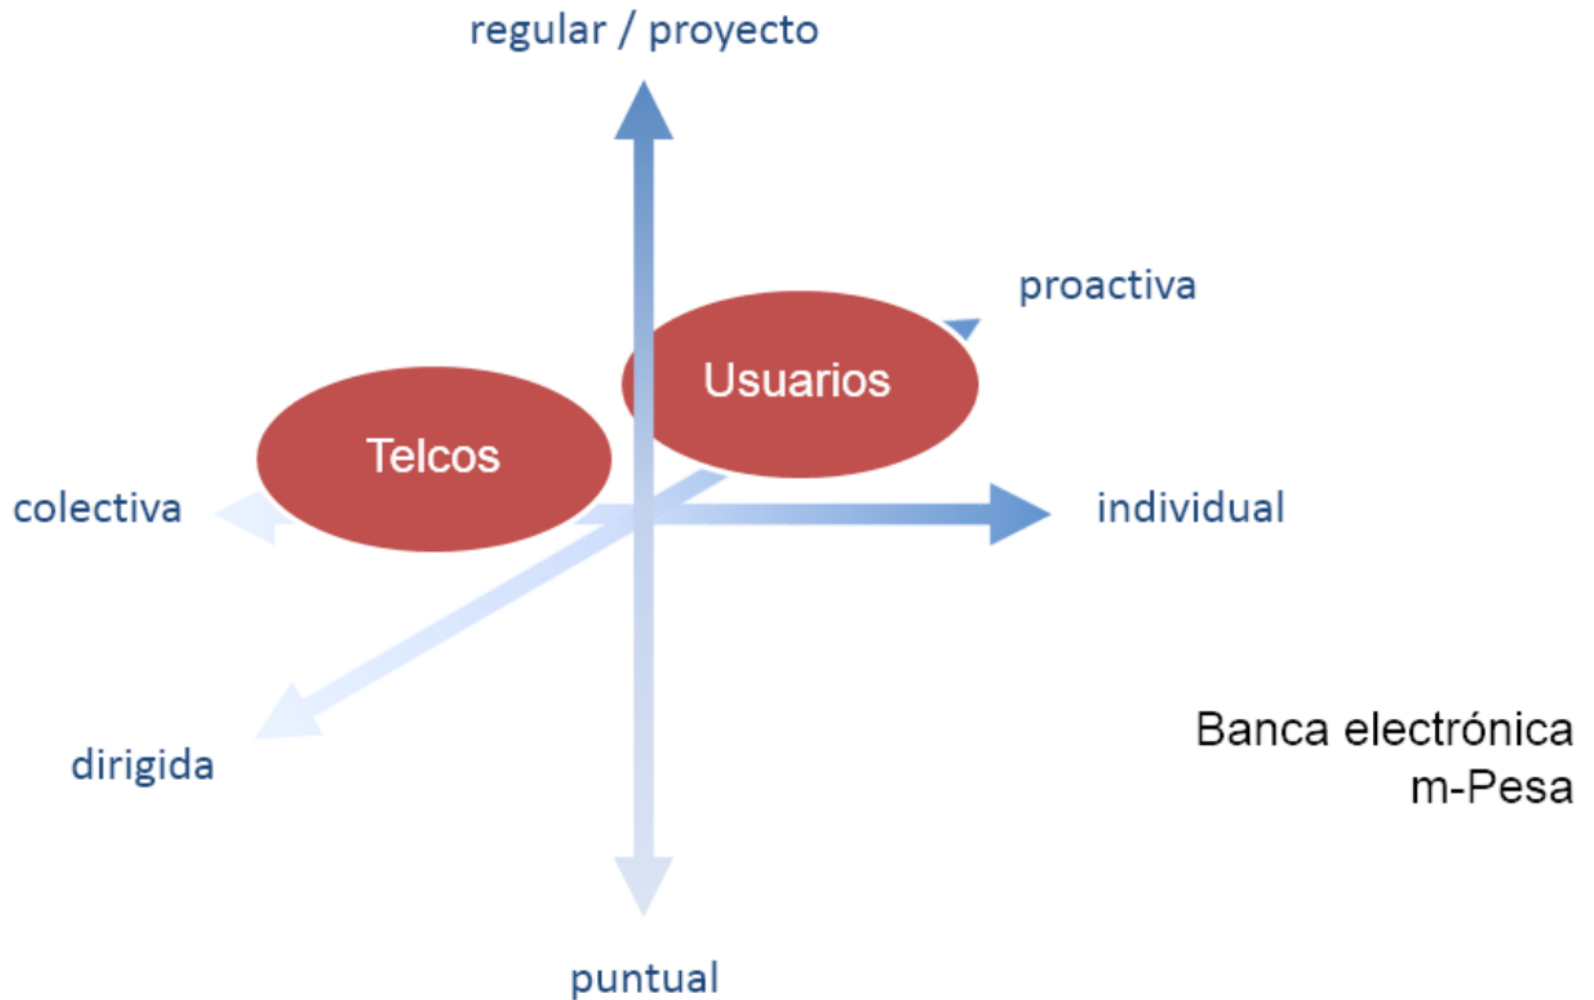 regular / proyecto
proactiva
Usuarios
Telcos
colectiva
individual
dirigida
Banca electrónica
m-Pesa
puntual